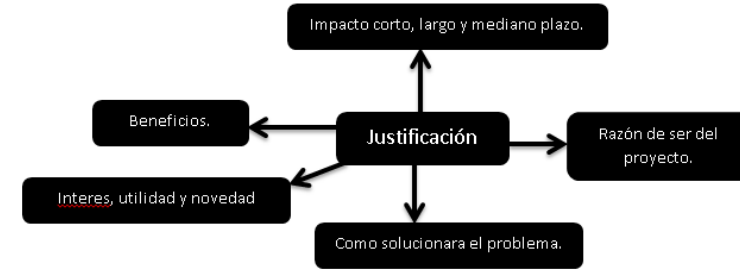 Impacto corto, largo y mediano plazo.
Beneficios.
Justificación
Razón de ser del
proyecto.
Interes, utilidad y novedad
Como solucionara el problema.